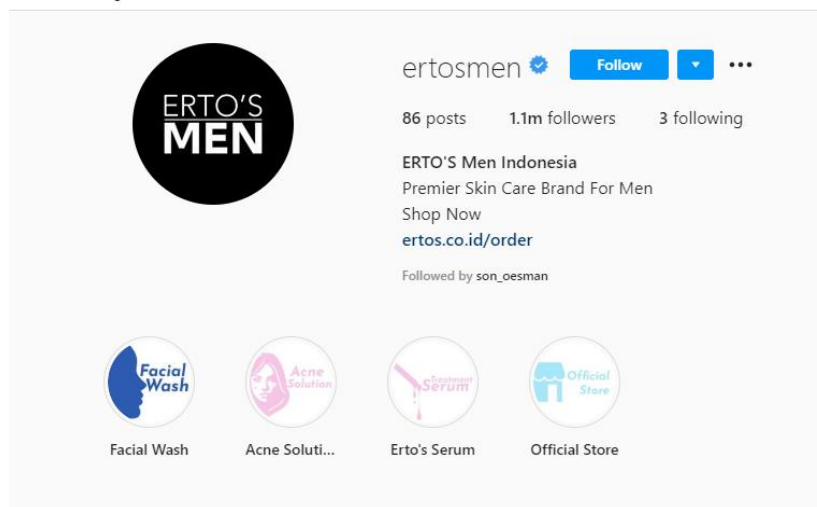 ERTO'S
MEN
ertosmen
Follow
86 posts 1.1m followers 3 following
ERTO'S Men Indonesia
Premier Skin Care Brand For Men
Shop Now
ertos.co.id/order
Followed by son_oesman
Facial
Wash
Acne
Solution
Treatment
Serum
Official
Store
Facial Wash
Acne Soluti...
Erto's Serum
Official Store